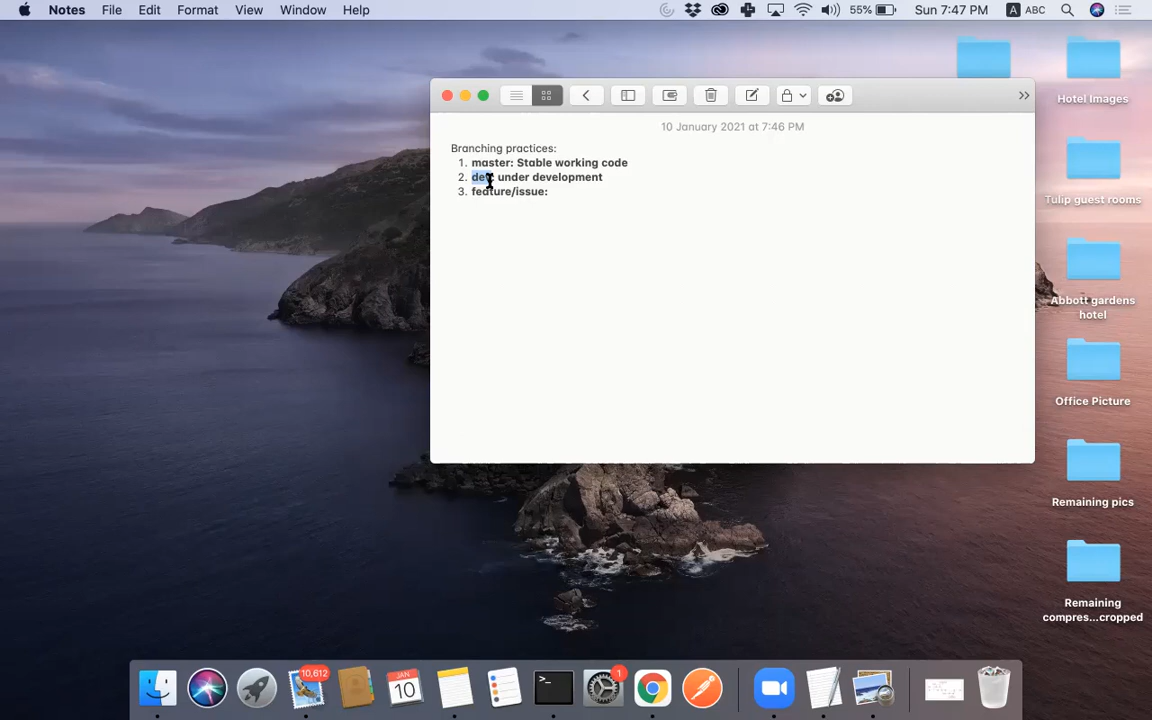 Notes File Edit Format View Window Help
55% Sun 7:47 PM A ABC
10 January 2021 at 7:46 PM
Branching practices:
1. master: Stable working code
2. dev: under development
3. feature/issue:
Hotel Images
Tulip guest rooms
Abbott gardens
hotel
Office Picture
Remaining pics
Remaining
compres...cropped
10,612
JAN
10
1
>_